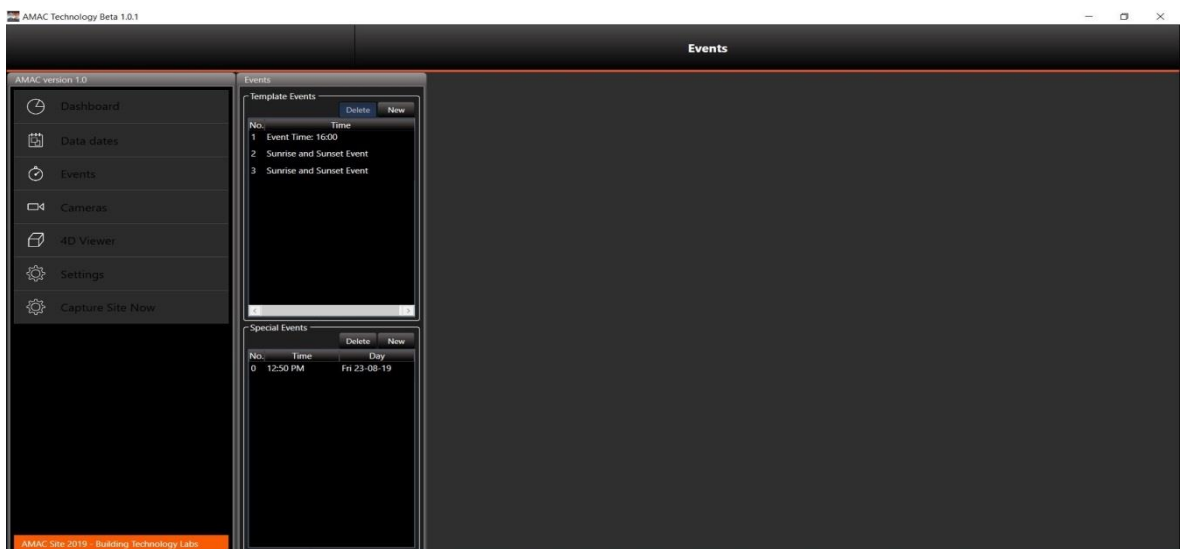 AMAC Technology Beta 1.0.1
Events
AMAC version 1.0
Dashboard
Data dates
Events
Cameras
4D Viewer
Settings
Capture Site Now
AMAC Site 2019 - Building Technology Labs
Events
Template Events
Delete New
No. Time
1 Event Time: 16:00
2 Sunrise and Sunset Event
3 Sunrise and Sunset Event
Special Events
Delete New
No. Time Day
0 12:50 PM Fri 23-08-19